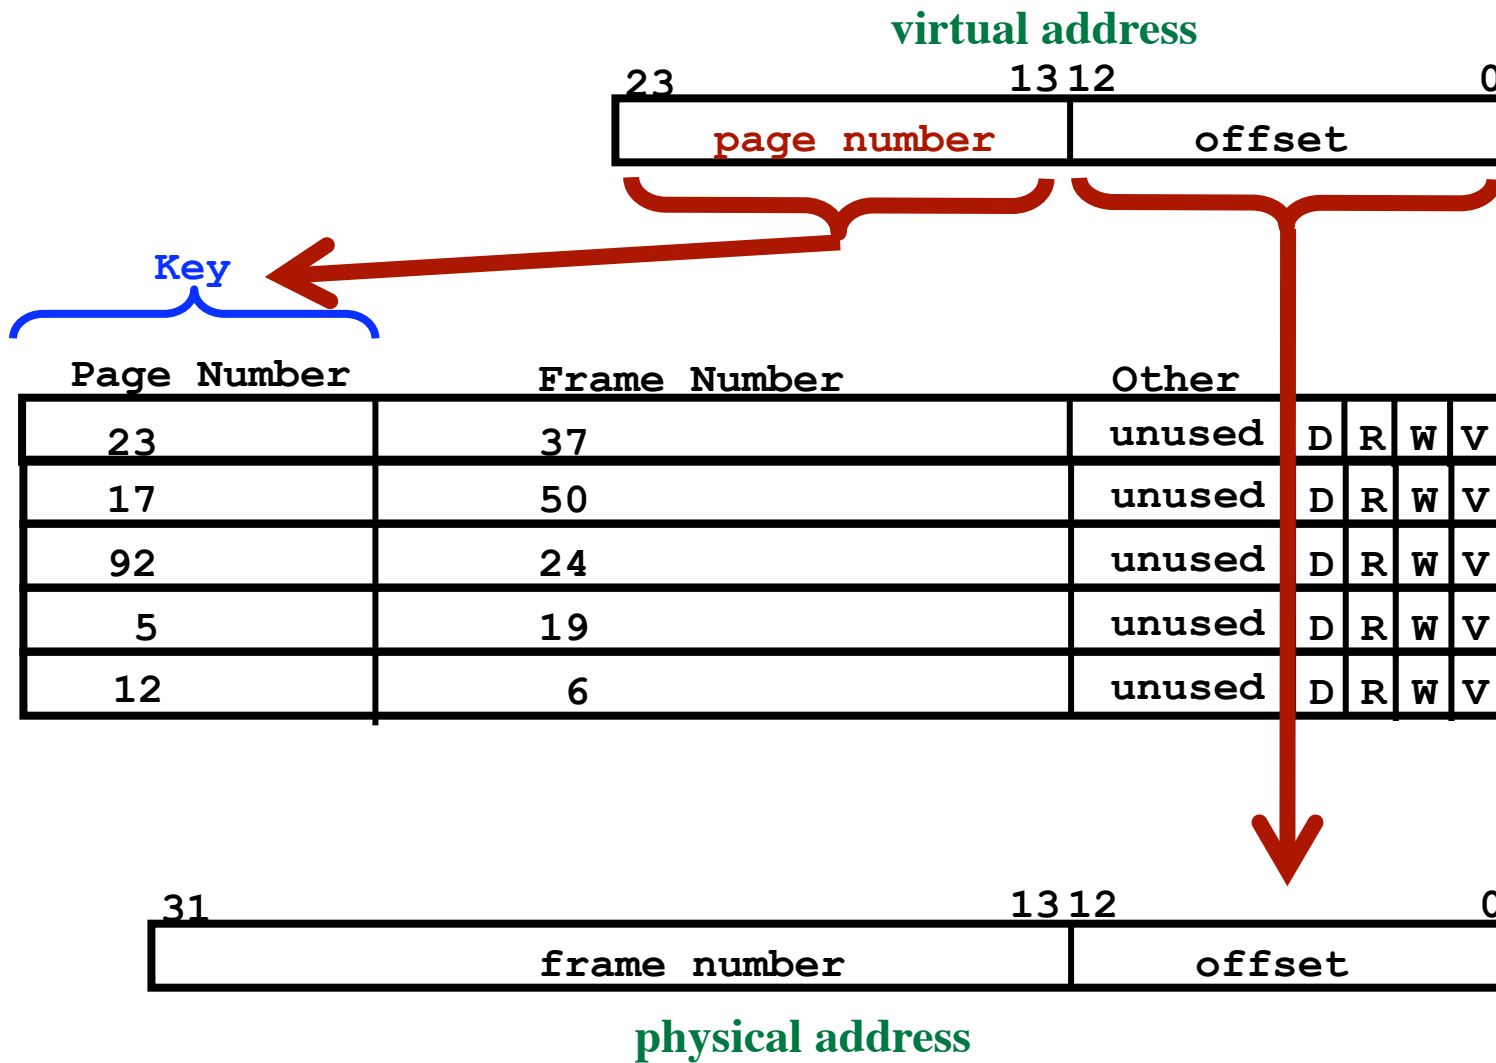 virtual address
23 13 12 0
page number offset
Key
Page Number Frame Number Other
23 37 unused D R W V
17 50 unused D R W V
92 24 unused D R W V
5 19 unused D R W V
12 6 unused D R W V
31 13 12 0
frame number offset
physical address